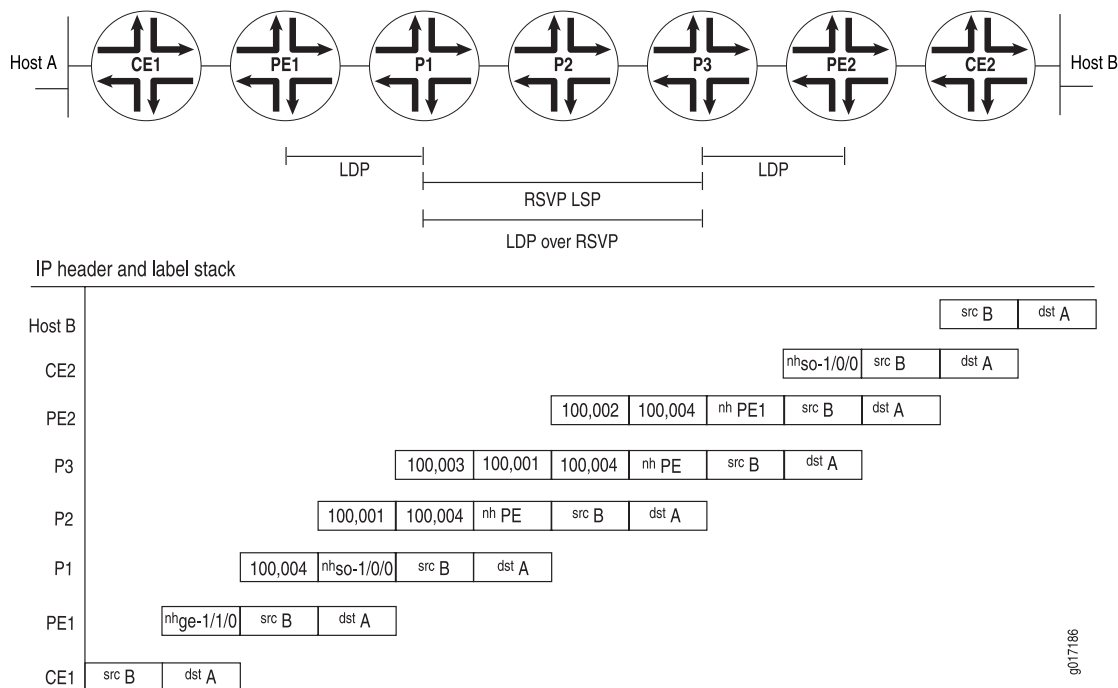 Host A CE1 PE1 P1 P2 P3 PE2 CE2 Host B
LDP LDP
RSVP LSP
LDP over RSVP
IP header and label stack
Host B src B dst A
CE2 nhso-1/0/0 src B dst A
PE2 100,002 100,004 nh PE1 src B dst A
P3 100,003 100,001 100,004 nh PE src B dst A
P2 100,001 100,004 nh PE src B dst A
P1 100,004 nhso-1/0/0 src B dst A
PE1 nhge-1/1/0 src B dst A
CE1 src B dst A
g017186